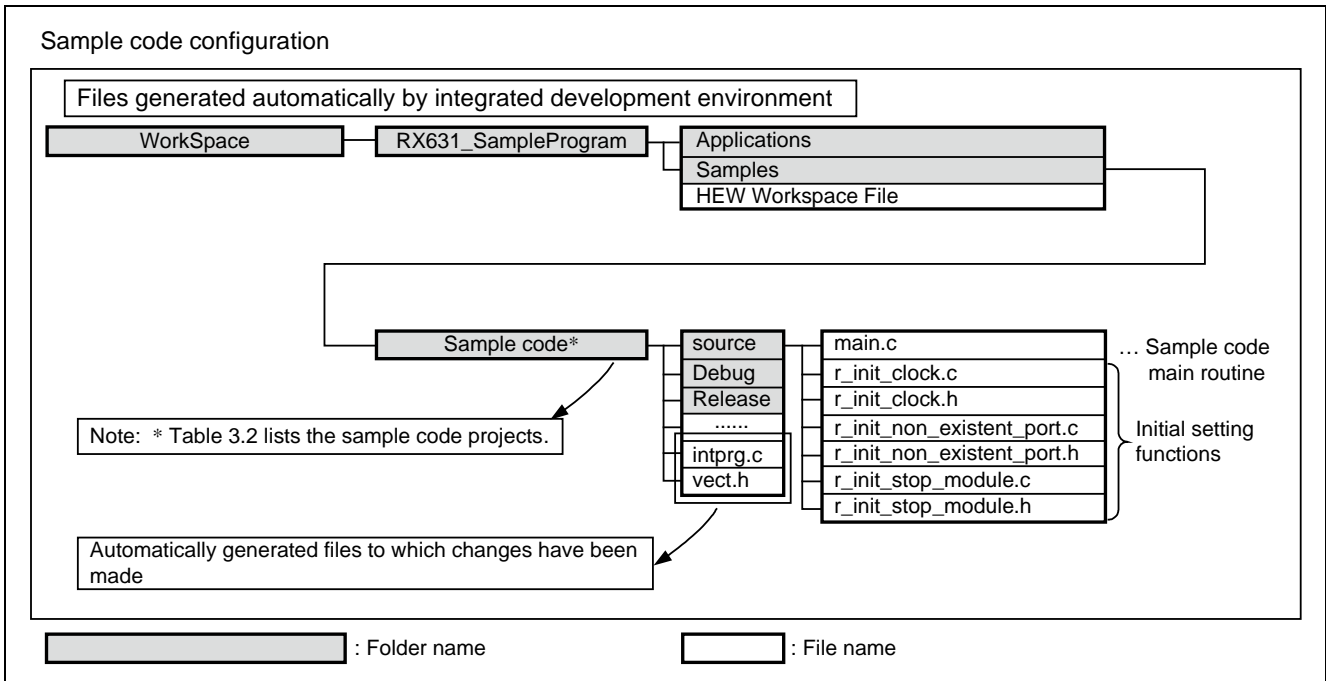 Sample code configuration
Files generated automatically by integrated development environment
WorkSpace
RX631_SampleProgram
Applications
Samples
HEW Workspace File
Sample code*
source
Debug
Release
......
intprg.c
vect.h
main.c
r_init_clock.c
r_init_clock.h
r_init_non_existent_port.c
r_init_non_existent_port.h
r_init_stop_module.c
r_init_stop_module.h
… Sample code
main routine
Initial setting
functions
Note: * Table 3.2 lists the sample code projects.
Automatically generated files to which changes have been
made
: Folder name
: File name